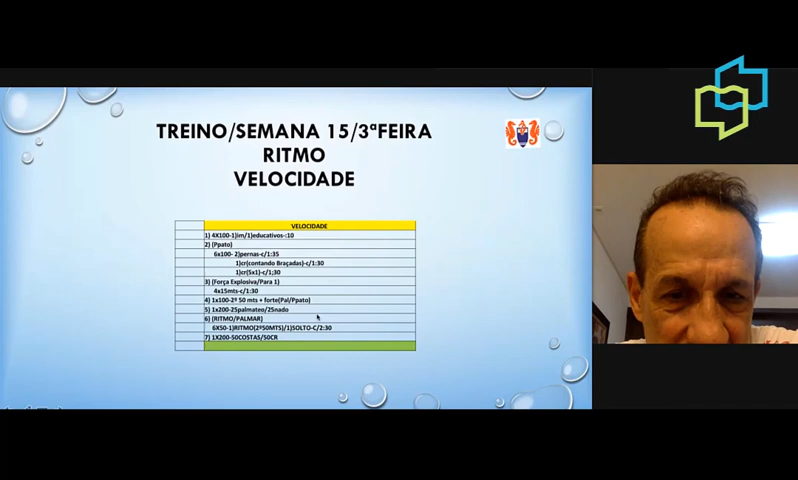 TREINO/SEMANA 15/3ªFEIRA
RITMO
VELOCIDADE
VELOCIDADE
1) 4X100-1)im/1)educativos-:10
2) (Ppato)
6x100- 2)pernas-c/1:35
1)cr(contando Braçadas)-c/1:30
1)cr(5x1)-c/1;30
3) (Força Explosiva/Para 1)
4x15mts-c/1:30
4) 1x100-2º 50 mts + forte(Pal/Ppato)
5) 1x200-25palmateo/25nado
6) (RITMO/PALMAR)
6X50-1)RITMO(2º50MTS)/1)SOLTO-C/2:30
7) 1X200-50COSTAS/50CR